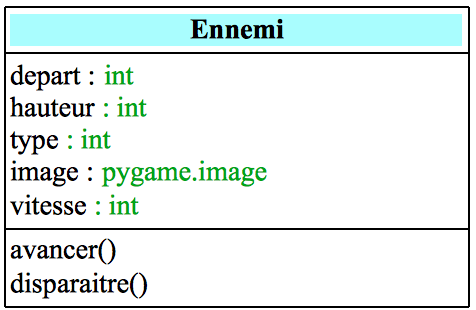 Ennemi
depart : int
hauteur : int
type : int
image : pygame.image
vitesse : int
avancer()
disparaitre()